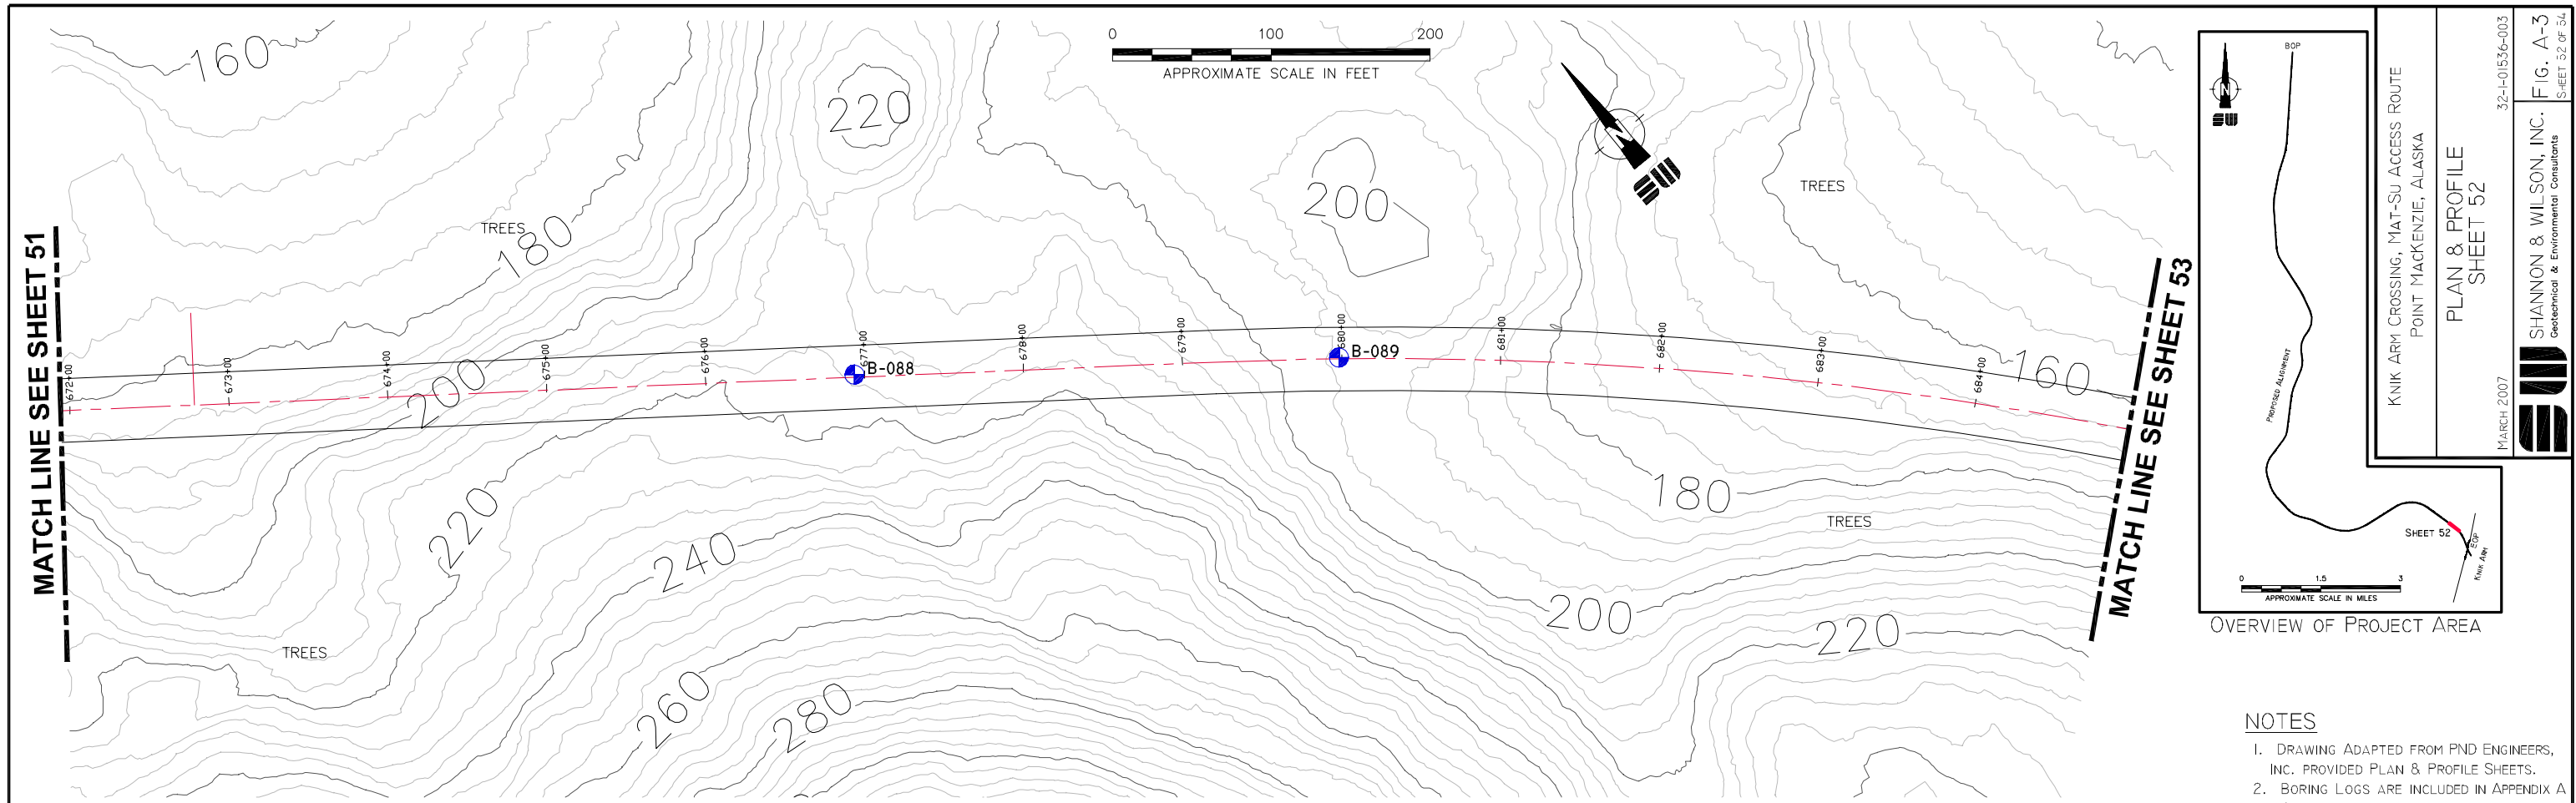 0 100 200
APPROXIMATE SCALE IN FEET
160
220
200
TREES
180
TREES
MATCH LINE SEE SHEET 51
672+00
673+00
674+00
675+00
676+00
677+00
678+00
679+00
680+00
681+00
682+00
683+00
684+00
B-088
B-089
200
160
MATCH LINE SEE SHEET 53
220
240
180
TREES
200
220
TREES
260
280
BOP
N
PROPOSED ALIGNMENT
SHEET 52
EOP
KNIK ARM
0 1.5 3
APPROXIMATE SCALE IN MILES
OVERVIEW OF PROJECT AREA
KNIK ARM CROSSING, MAT-SU ACCESS ROUTE
POINT MACKENZIE, ALASKA
PLAN & PROFILE
SHEET 52
MARCH 2007 32-1-01536-003
SHANNON & WILSON, INC.
Geotechnical & Environmental Consultants
FIG. A-3
SHEET 52 OF 54
NOTES
1. DRAWING ADAPTED FROM PND ENGINEERS,
INC. PROVIDED PLAN & PROFILE SHEETS.
2. BORING LOGS ARE INCLUDED IN APPENDIX A